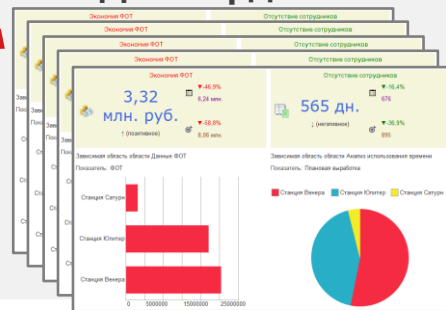 Экономия ФОТ Отсутствие сотрудников
Экономия ФОТ Отсутствие сотрудников
Экономия ФОТ Отсутствие сотрудников
Экономия ФОТ Отсутствие сотрудников
Экономия ФОТ Отсутствие сотрудников
3,32 млн. руб.
↑ (позитивное)
▼-46,9%
6,24 млн.
▼-58,8%
8,06 млн.
565 дн.
↓ (негативное)
▼-16,4%
676
▼-36,9%
895
Зависимая область области Данные ФОТ
Показатель: ФОТ
Станция Сатурн
Станция Юпитер
Станция Венера
0 5000000 15000000 25000000
Зависимая область области Анализ использования времени
Показатель: Плановая выработка
Станция Венера Станция Юпитер Станция Сатурн